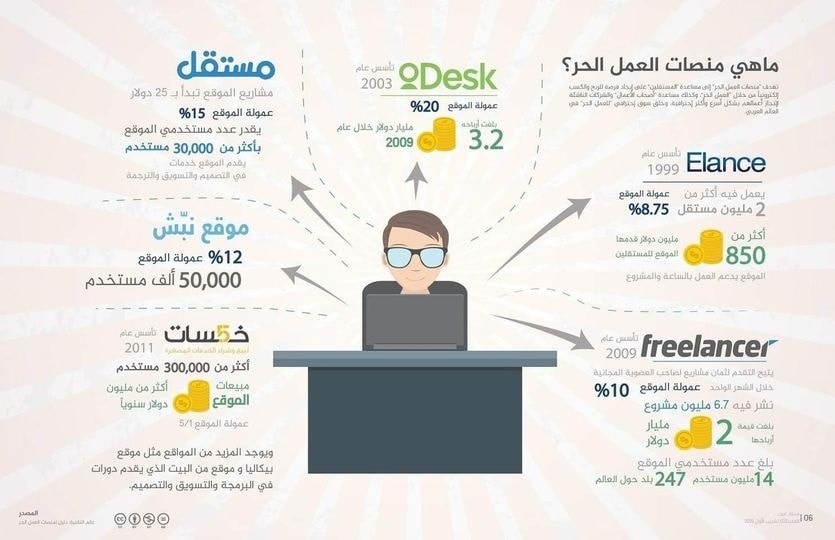 ماهي منصات العمل الحر؟
تهدف "منصات العمل الحر" إلى مساعدة "المستقلين" على إيجاد فرصة للربح والكسب
إلكترونياً من خلال "العمل الحر"، وكذلك مساعدة "أصحاب الأعمال" والشركات الناشئة
لإنجاز أعمالهم بشكل أسرع وأكثر إحترافية، وخلق سوق إحترافي "للعمل الحر" في
العالم العربي.
Elance
تأسس عام
1999
يعمل فيه أكثر من
2 مليون مستقل
عمولة الموقع
%8.75
أكثر من
850
مليون دولار قدمها
الموقع للمستقلين
الموقع يدعم العمل بالساعة والمشروع
freelancer
تأسس عام
2009
يتيح التقدم لثمان مشاريع لصاحب العضوية المجانية
خلال الشهر الواحد
عمولة الموقع %10
نشر فيه 6.7 مليون مشروع
بلغت قيمة
أرباحها
2
مليار
دولار
بلغ عدد مستخدمي الموقع
14 مليون مستخدم 247 بلد حول العالم
oDesk
تأسس عام
2003
عمولة الموقع %20
بلغت أرباحه
3.2
مليار دولار خلال عام
2009
مستقل
مشاريع الموقع تبدأ بـ 25 دولار
عمولة الموقع %15
يقدر عدد مستخدمي الموقع
بأكثر من 30,000 مستخدم
يقدم الموقع خدمات
في التصميم والتسويق والترجمة
موقع نبّش
%12 عمولة الموقع
50,000 ألف مستخدم
خمسات
لبيع وشراء الخدمات المصغرة
تأسس عام
2011
أكثر من 300,000 مستخدم
مبيعات
الموقع
أكثر من مليون
دولار سنوياً
عمولة الموقع 5/1
ويوجد المزيد من المواقع مثل موقع
بيكاليا و موقع من البيت الذي يقدم دورات
في البرمجة والتسويق والتصميم.
المصدر
عالم التقنية: دليل لمنصات العمل الحر
06